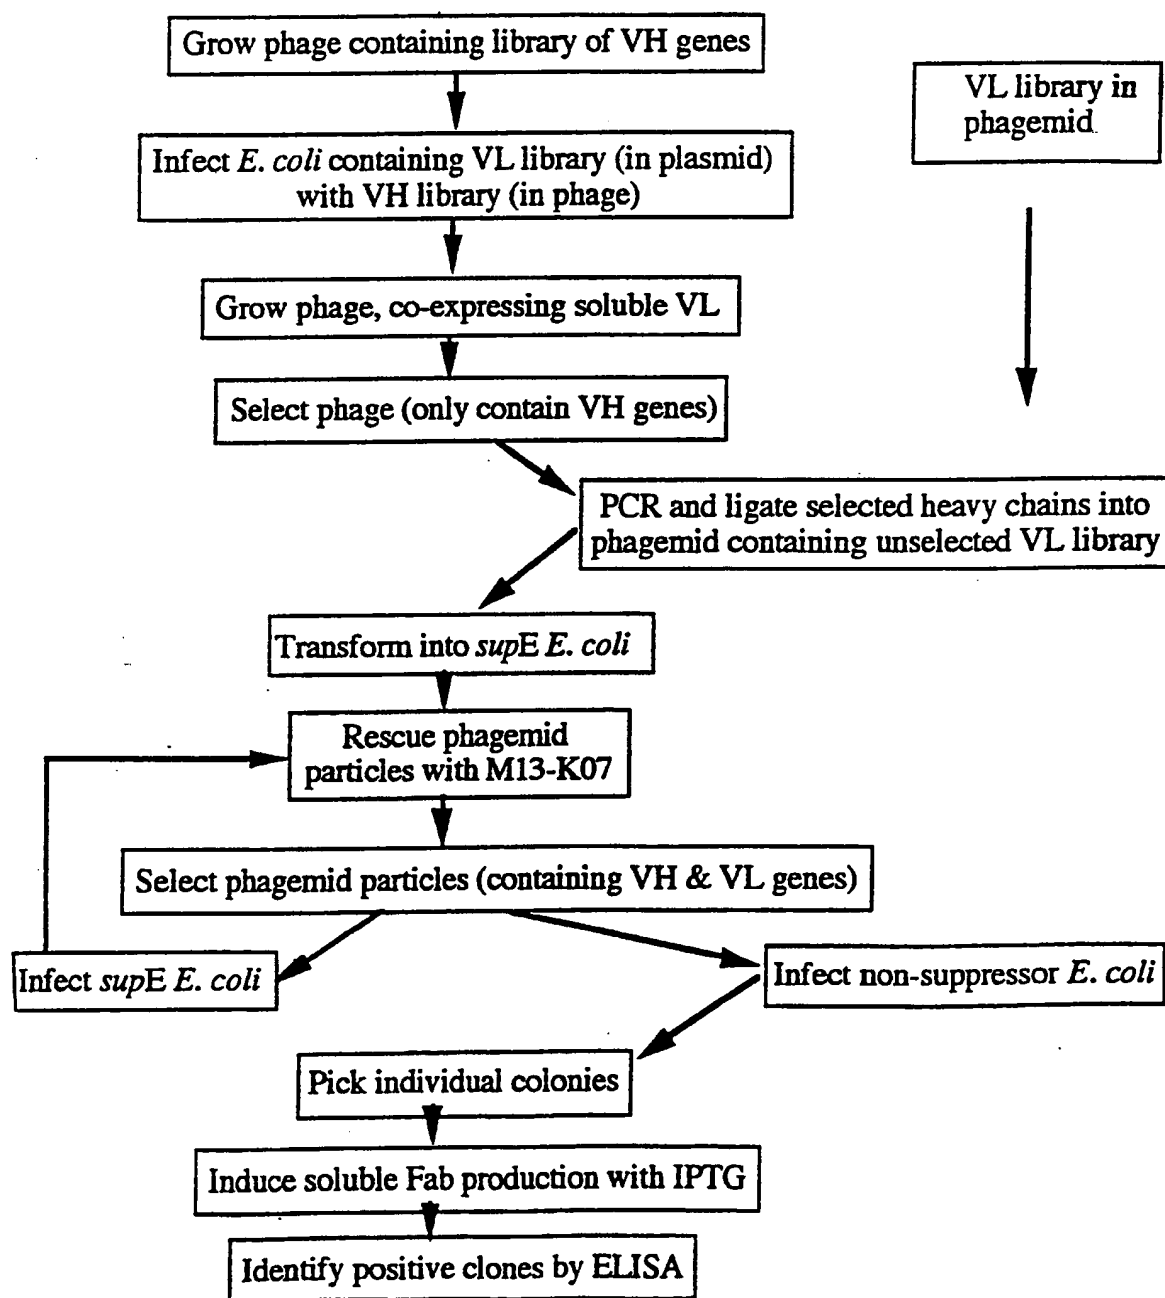 Grow phage containing library of VH genes
VL library in
phagemid
Infect E. coli containing VL library (in plasmid)
with VH library (in phage)
Grow phage, co-expressing soluble VL
Select phage (only contain VH genes)
PCR and ligate selected heavy chains into
phagemid containing unselected VL library
Transform into supE E. coli
Rescue phagemid
particles with M13-K07
Select phagemid particles (containing VH & VL genes)
Infect supE E. coli
Infect non-suppressor E. coli
Pick individual colonies
Induce soluble Fab production with IPTG
Identify positive clones by ELISA